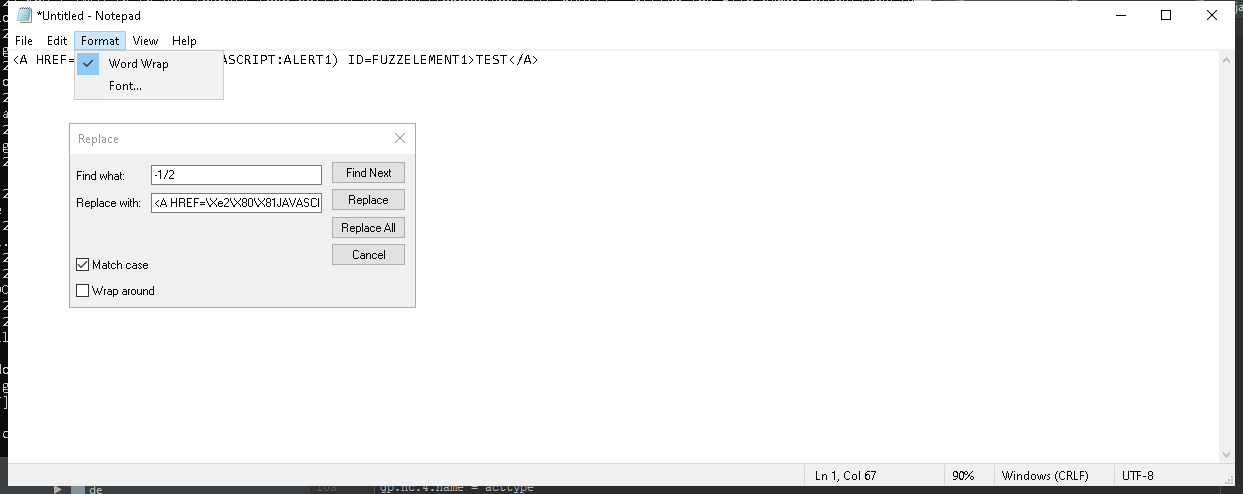 *Untitled - Notepad
File Edit Format View Help
<A HREF= ASCRIPT:ALERT1) ID=FUZZELEMENT1>TEST</A>
Word Wrap
Font...
Replace
Find what: -1/2 Find Next
Replace with: <A HREF=\Xe2\X80\X81JAVASCI Replace
Replace All
Cancel
Match case
Wrap around
Ln 1, Col 67 90% Windows (CRLF) UTF-8
de gp.nc.4.name = acctype